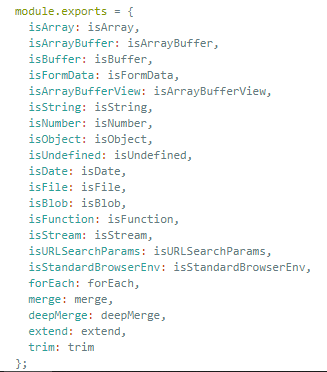 module.exports = {
  isArray: isArray,
  isArrayBuffer: isArrayBuffer,
  isBuffer: isBuffer,
  isFormData: isFormData,
  isArrayBufferView: isArrayBufferView,
  isString: isString,
  isNumber: isNumber,
  isObject: isObject,
  isUndefined: isUndefined,
  isDate: isDate,
  isFile: isFile,
  isBlob: isBlob,
  isFunction: isFunction,
  isStream: isStream,
  isURLSearchParams: isURLSearchParams,
  isStandardBrowserEnv: isStandardBrowserEnv,
  forEach: forEach,
  merge: merge,
  deepMerge: deepMerge,
  extend: extend,
  trim: trim
};